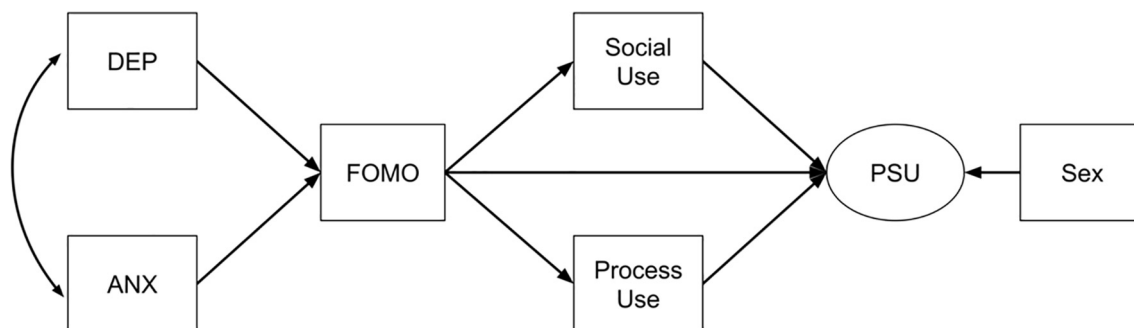 DEP
ANX
FOMO
Social
Use
Process
Use
PSU
Sex